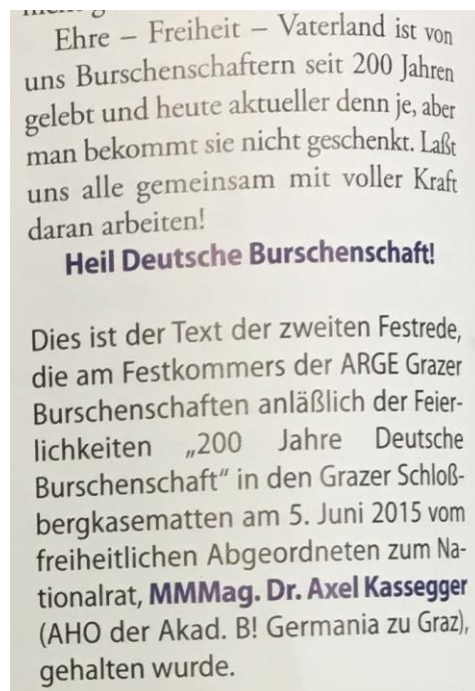 Ehre – Freiheit – Vaterland ist von
uns Burschenschaftern seit 200 Jahren
gelebt und heute aktueller denn je, aber
man bekommt sie nicht geschenkt. Laßt
uns alle gemeinsam mit voller Kraft
daran arbeiten!
Heil Deutsche Burschenschaft!
Dies ist der Text der zweiten Festrede,
die am Festkommers der ARGE Grazer
Burschenschaften anläßlich der Feier-
lichkeiten „200 Jahre Deutsche
Burschenschaft“ in den Grazer Schloß-
bergkasematten am 5. Juni 2015 vom
freiheitlichen Abgeordneten zum Na-
tionalrat, MMMag. Dr. Axel Kassegger
(AHO der Akad. B! Germania zu Graz),
gehalten wurde.